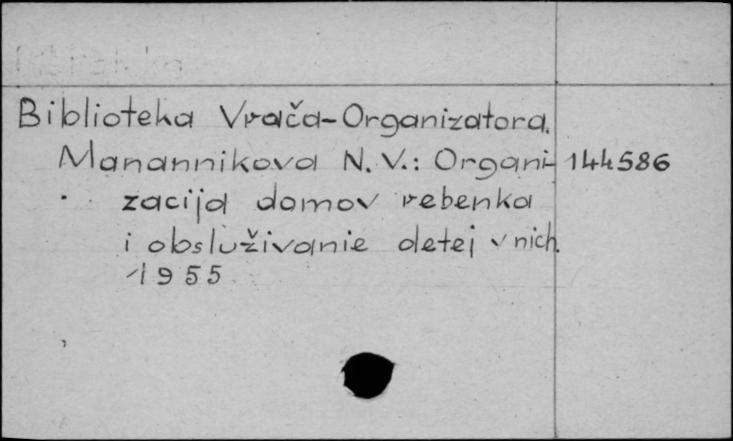 Biblioteka Vrača-Organizatora.
Manannikova N. V.: Organi- 144586
zacija domov rebenka
i obsluživanie detej v nich.
1955